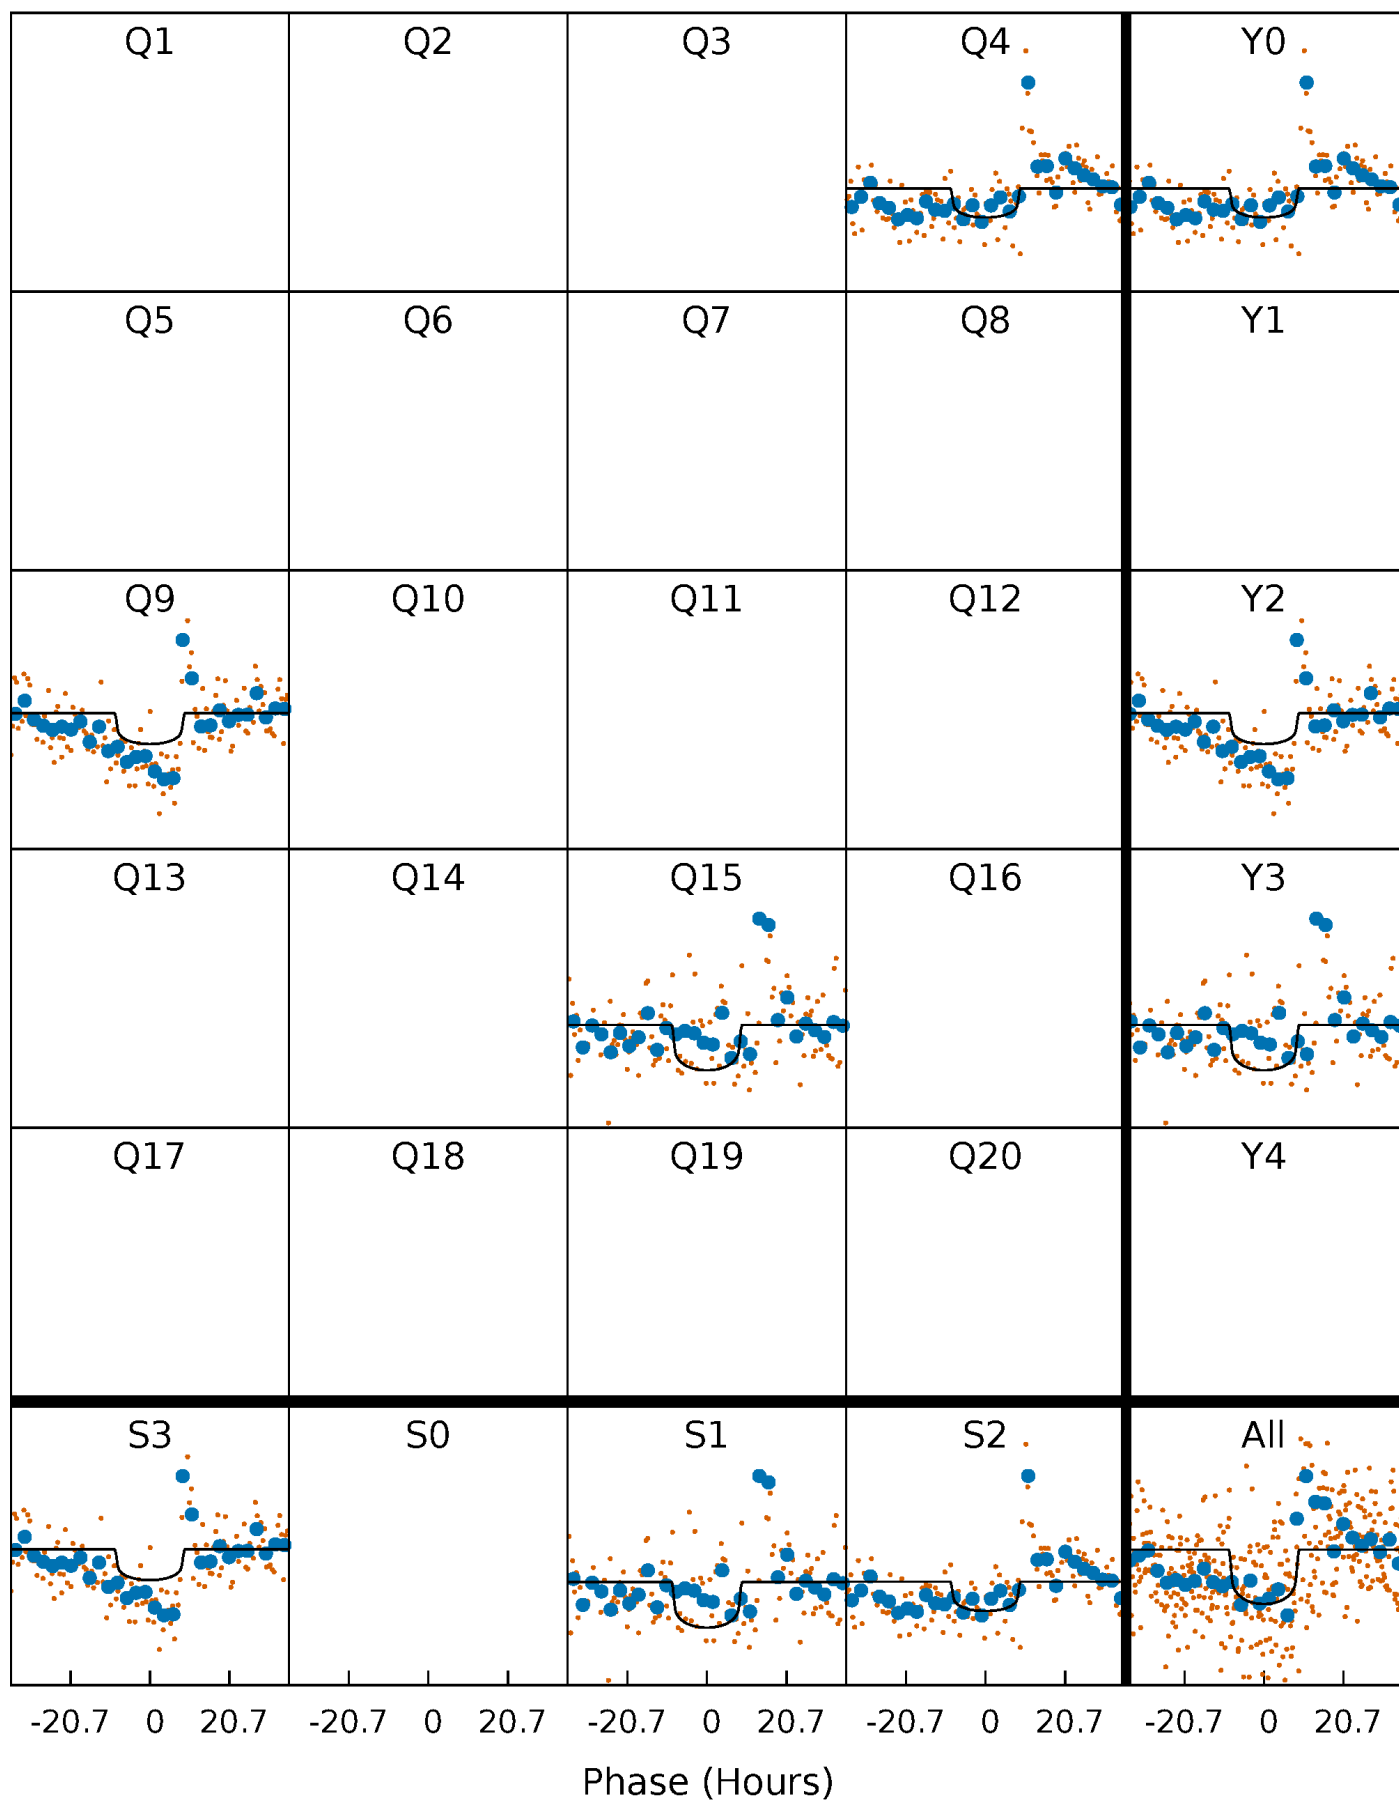 Q1 Q2 Q3 Q4 Y0
Q5 Q6 Q7 Q8 Y1
Q9 Q10 Q11 Q12 Y2
Q13 Q14 Q15 Q16 Y3
Q17 Q18 Q19 Q20 Y4
S3 S0 S1 S2 All
-20.7 0 20.7 -20.7 0 20.7 -20.7 0 20.7 -20.7 0 20.7 -20.7 0 20.7
Phase (Hours)